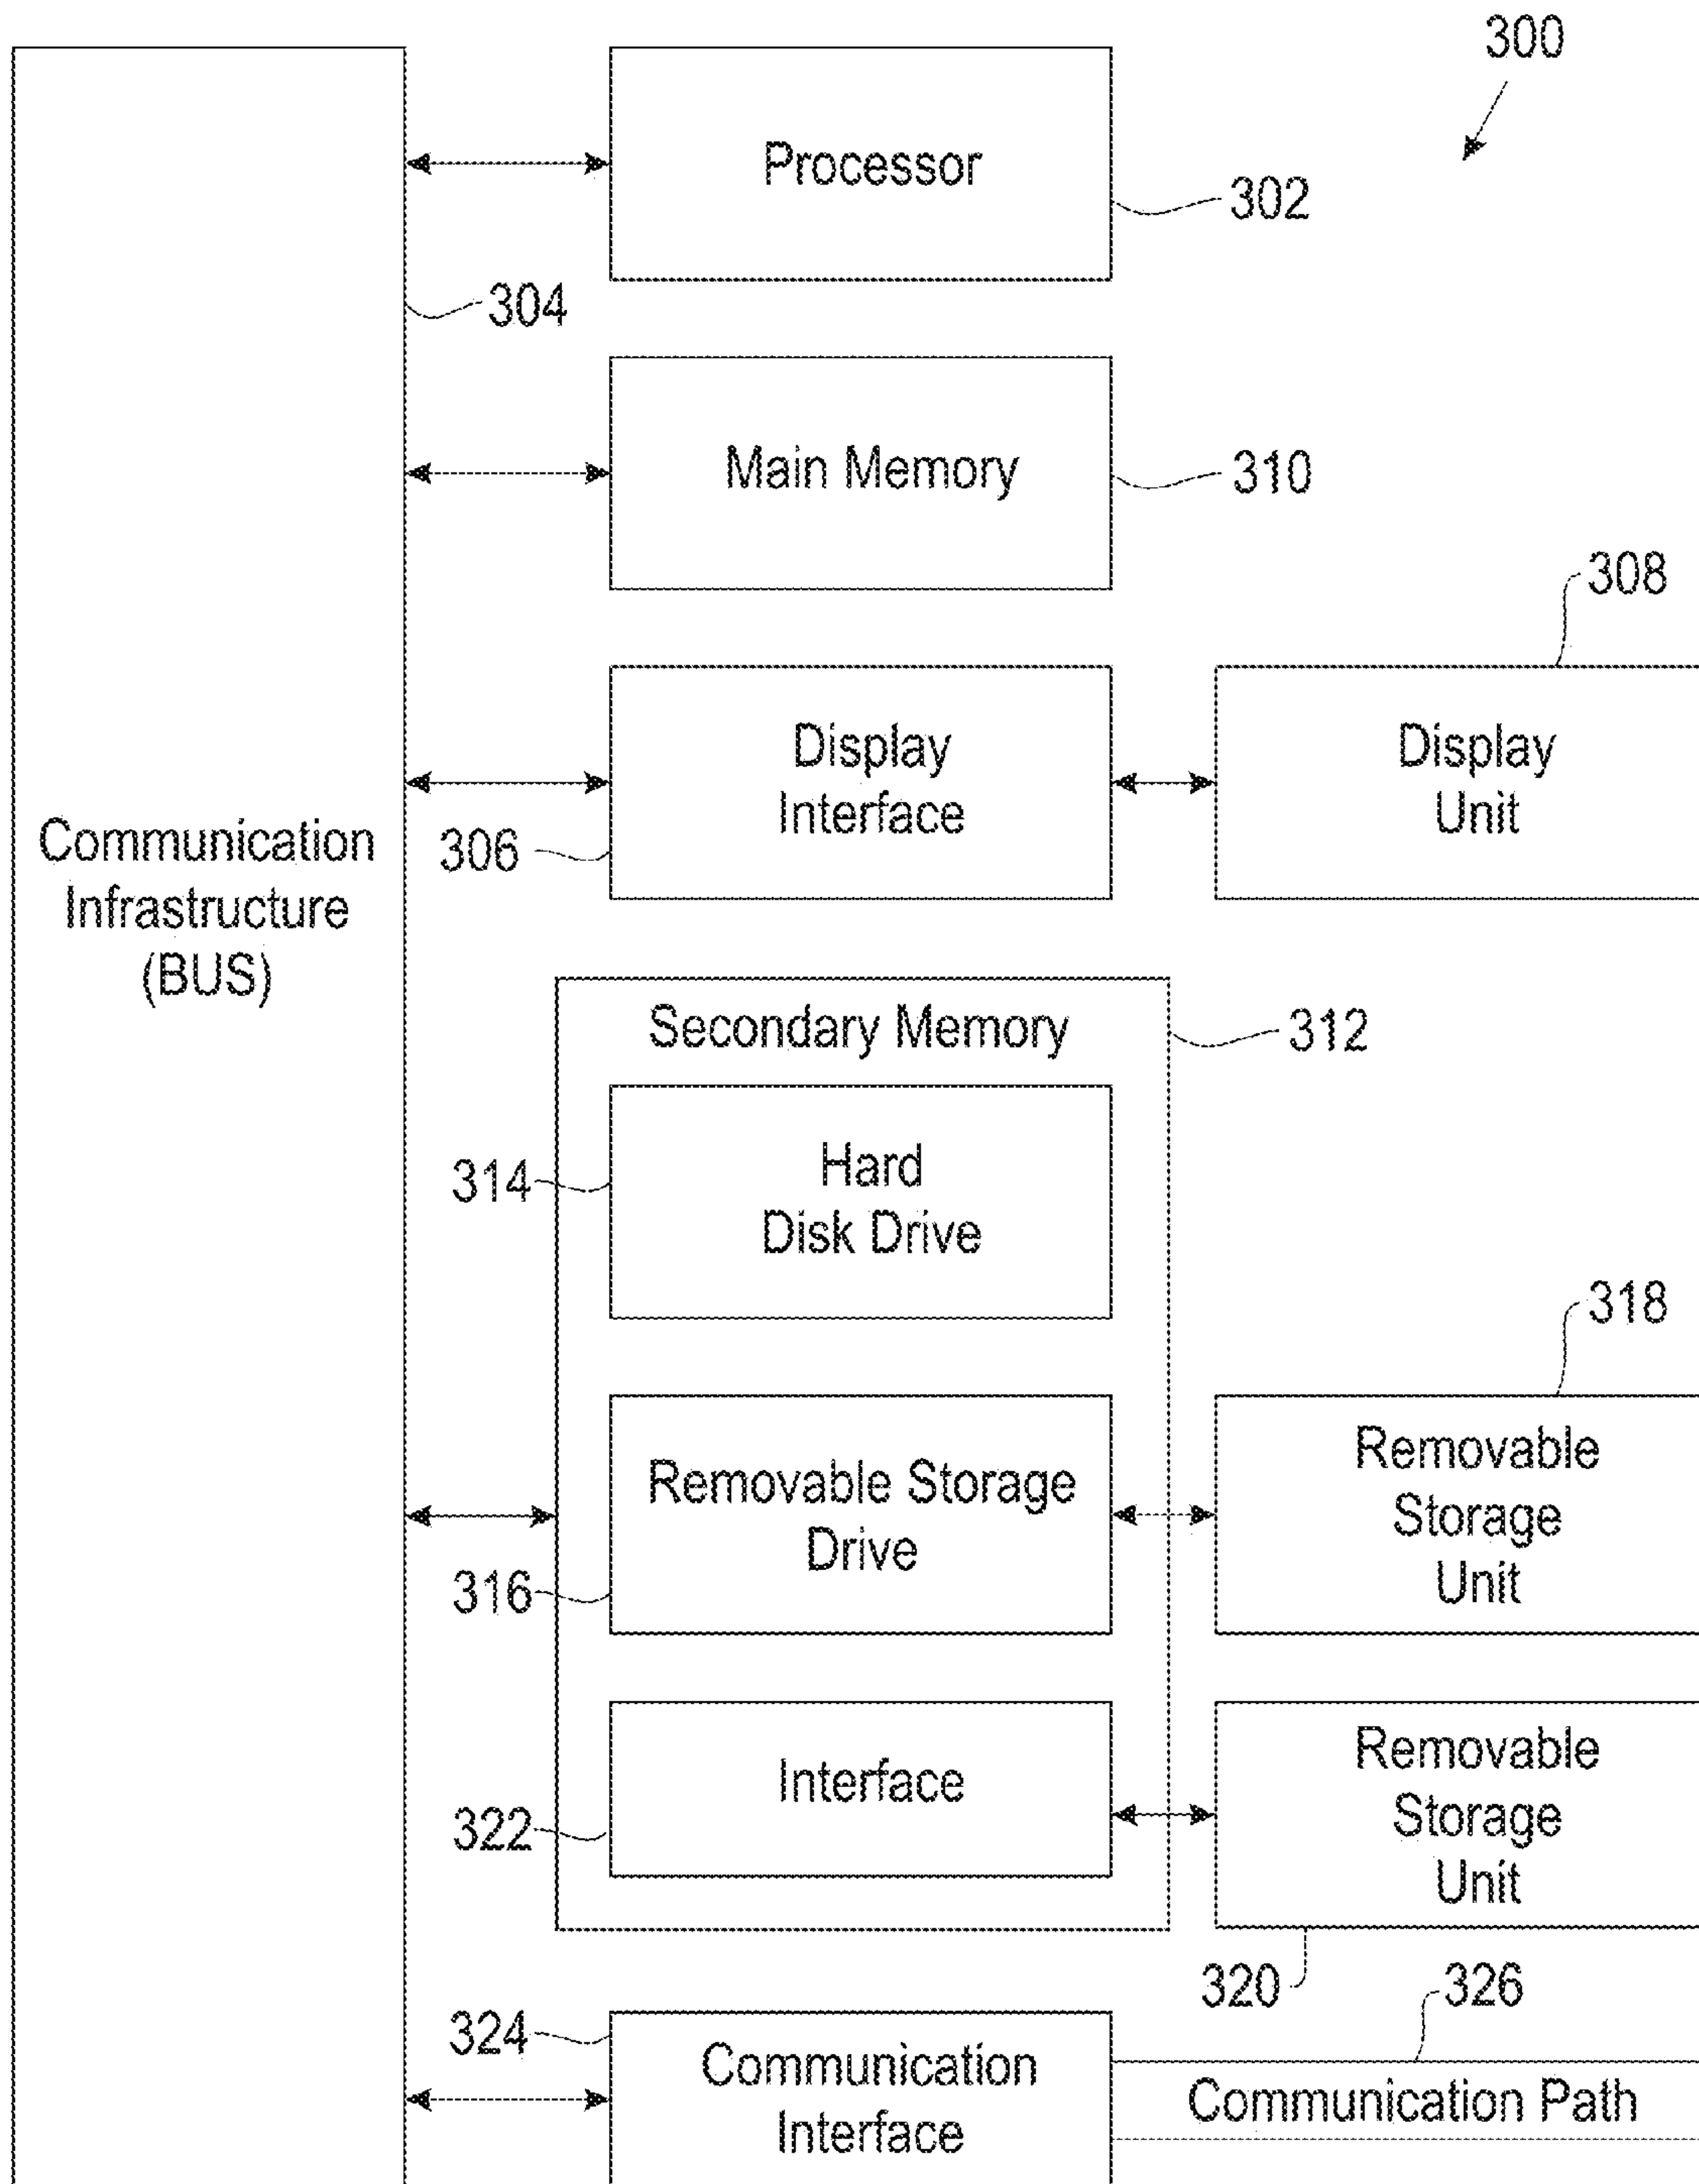 300
Processor
302
304
Main Memory
310
308
Display
Interface
306
Display
Unit
Communication
Infrastructure
(BUS)
Secondary Memory
312
314
Hard
Disk Drive
318
Removable Storage
Drive
316
Removable
Storage
Unit
Interface
322
Removable
Storage
Unit
320
326
324
Communication
Interface
Communication Path